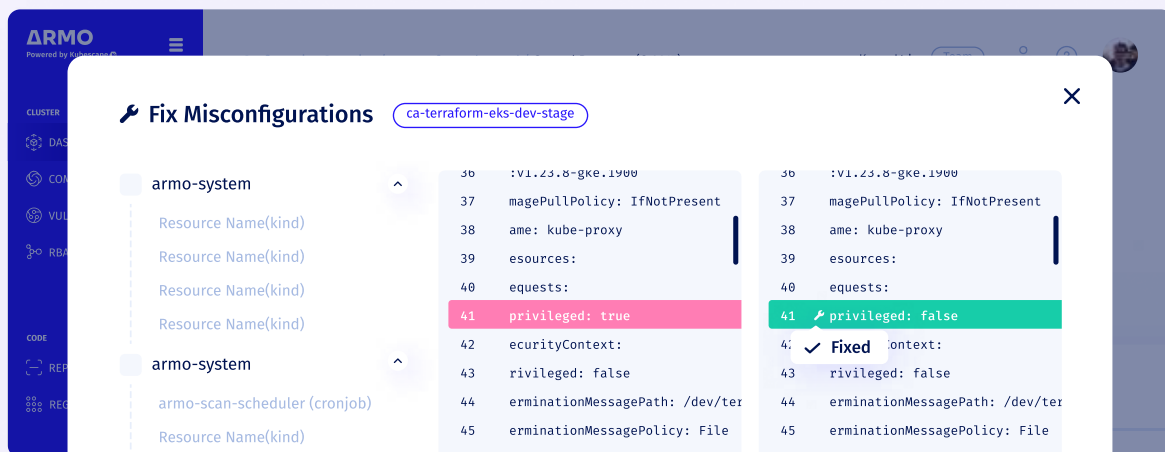 ARMO
Powered by Kubescape
Team
Fix Misconfigurations
ca-terraform-eks-dev-stage
CLUSTER
DAS
COM
VUL
RBA
CODE
REP
REG
armo-system
Resource Name(kind)
Resource Name(kind)
Resource Name(kind)
Resource Name(kind)
armo-system
armo-scan-scheduler (cronjob)
Resource Name(kind)
36 :v1.23.8-gke.1900
37 magePullPolicy: IfNotPresent
38 ame: kube-proxy
39 esources:
40 equests:
41 privileged: true
42 ecurityContext:
43 rivileged: false
44 erminationMessagePath: /dev/ter
45 erminationMessagePolicy: File
36 :v1.23.8-gke.1900
37 magePullPolicy: IfNotPresent
38 ame: kube-proxy
39 esources:
40 equests:
41 privileged: false
42 Context:
Fixed
43 rivileged: false
44 erminationMessagePath: /dev/ter
45 erminationMessagePolicy: File